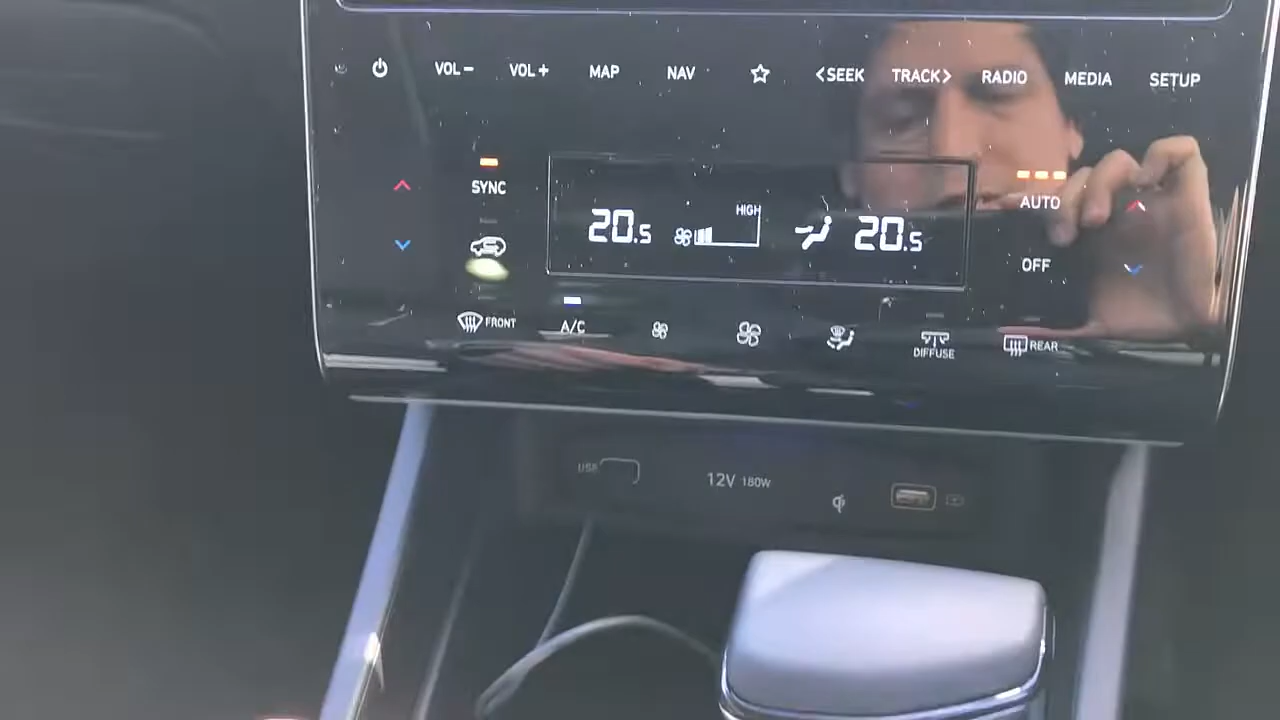 VOL− VOL+ MAP NAV <SEEK TRACK> RADIO MEDIA SETUP
SYNC AUTO
HIGH
20.5 20.5
OFF
FRONT A/C DIFFUSE REAR
USB 12V 180W